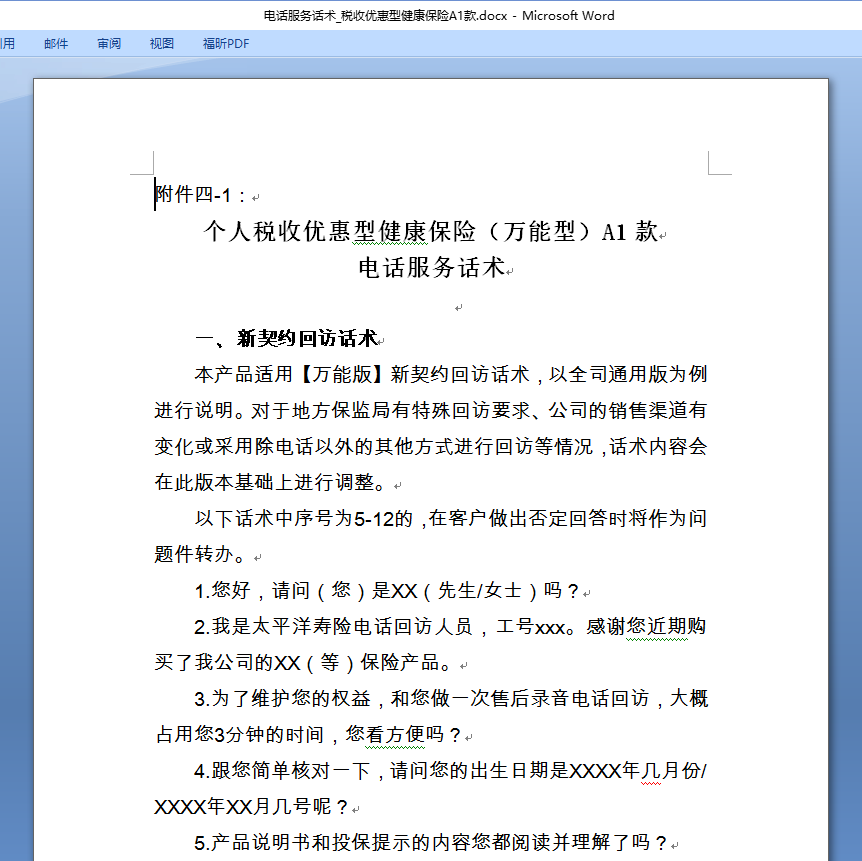 电话服务话术_税收优惠型健康保险A1款.docx - Microsoft Word
用 邮件 审阅 视图 福昕PDF
附件四-1：
个人税收优惠型健康保险（万能型）A1 款
电话服务话术
一、新契约回访话术
本产品适用【万能版】新契约回访话术，以全司通用版为例
进行说明。对于地方保监局有特殊回访要求、公司的销售渠道有
变化或采用除电话以外的其他方式进行回访等情况，话术内容会
在此版本基础上进行调整。
以下话术中序号为5-12的，在客户做出否定回答时将作为问
题件转办。
1.您好，请问（您）是XX（先生/女士）吗？
2.我是太平洋寿险电话回访人员，工号xxx。感谢您近期购
买了我公司的XX（等）保险产品。
3.为了维护您的权益，和您做一次售后录音电话回访，大概
占用您3分钟的时间，您看方便吗？
4.跟您简单核对一下，请问您的出生日期是XXXX年几月份/
XXXX年XX月几号呢？
5.产品说明书和投保提示的内容您都阅读并理解了吗？